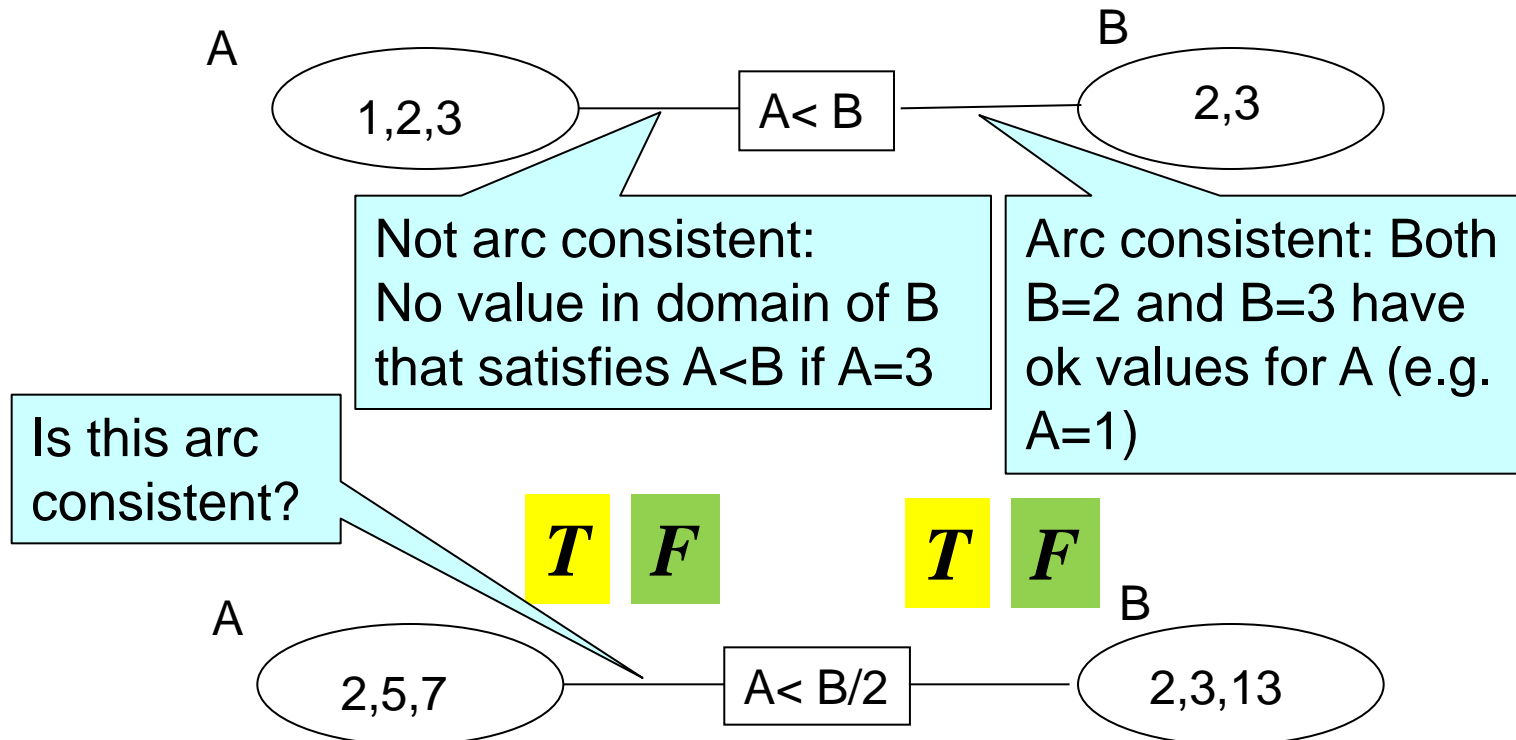 A
B
1,2,3
A< B
2,3
Not arc consistent:
No value in domain of B
that satisfies A<B if A=3
Arc consistent: Both
B=2 and B=3 have
ok values for A (e.g.
A=1)
Is this arc
consistent?
T F
T F
A
B
2,5,7
A< B/2
2,3,13